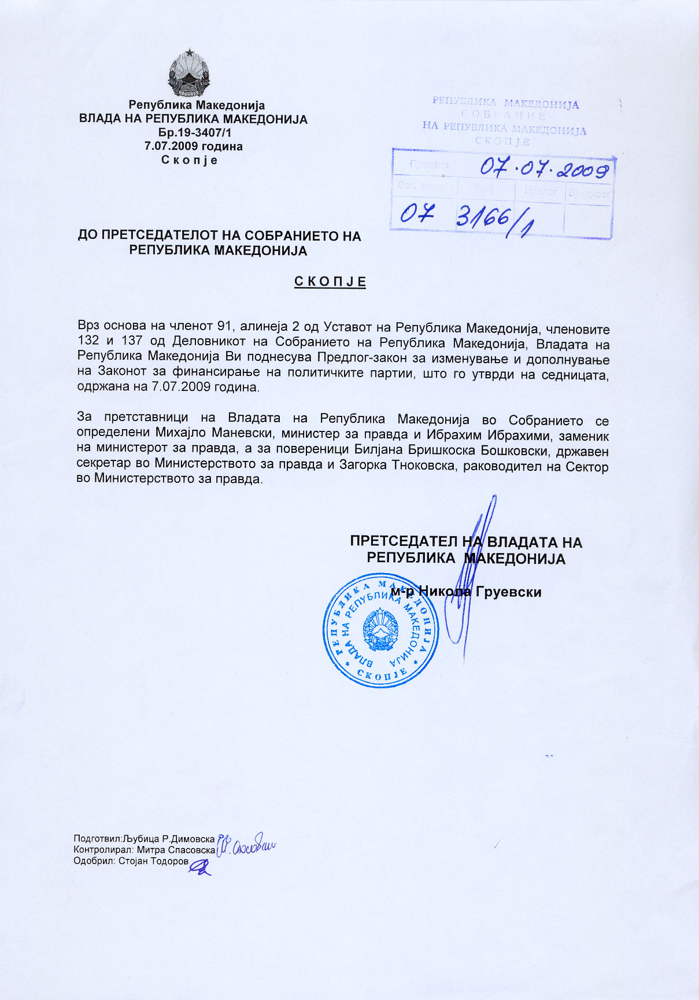 Република Македонија
ВЛАДА НА РЕПУБЛИКА МАКЕДОНИЈА
Бр.19-3407/1
7.07.2009 година
С к о п ј е
РЕПУБЛИКА МАКЕДОНИЈА
СОБРАНИЕ
НА РЕПУБЛИКА МАКЕДОНИЈА
СКОПЈЕ
Примено 07.07.2009
Орг. един. Број Прилог Вредност
07 3166/1
ДО ПРЕТСЕДАТЕЛОТ НА СОБРАНИЕТО НА
РЕПУБЛИКА МАКЕДОНИЈА
С К О П Ј Е
Врз основа на членот 91, алинеја 2 од Уставот на Република Македонија, членовите
132 и 137 од Деловникот на Собранието на Република Македонија, Владата на
Република Македонија Ви поднесува Предлог-закон за изменување и дополнување
на Законот за финансирање на политичките партии, што го утврди на седницата,
одржана на 7.07.2009 година.
За претставници на Владата на Република Македонија во Собранието се
определени Михајло Маневски, министер за правда и Ибрахим Ибрахими, заменик
на министерот за правда, а за повереници Билјана Бришкоска Бошковски, државен
секретар во Министерството за правда и Загорка Тноковска, раководител на Сектор
во Министерството за правда.
ПРЕТСЕДАТЕЛ НА ВЛАДАТА НА
РЕПУБЛИКА МАКЕДОНИЈА
м-р Никола Груевски
РЕПУБЛИКА МАКЕДОНИЈА
ВЛАДА НА РЕПУБЛИКА МАКЕДОНИЈА
* СКОПЈЕ *
Подготвил:Љубица Р.Димовска
Контролирал: Митра Спасовска
Одобрил: Стојан Тодоров